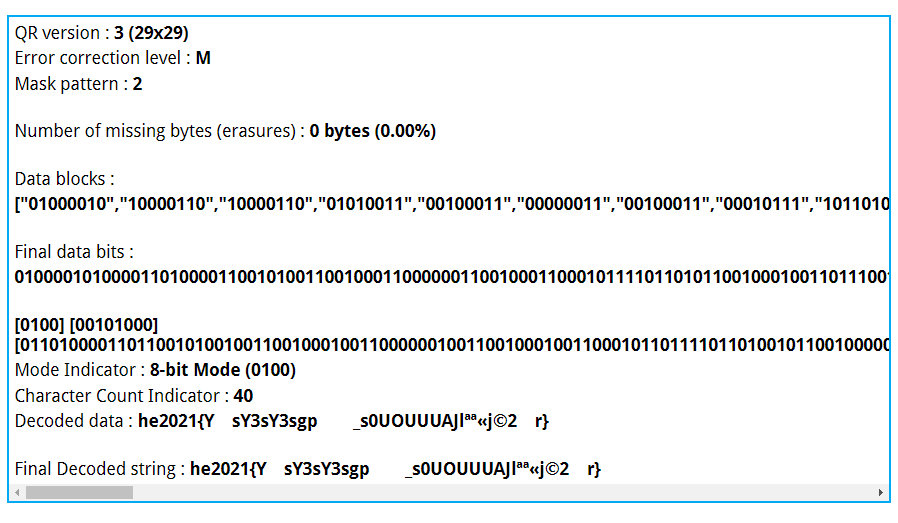 QR version : 3 (29x29)
Error correction level : M
Mask pattern : 2
Number of missing bytes (erasures) : 0 bytes (0.00%)
Data blocks :
["01000010","10000110","10000110","01010011","00100011","00000011","00100011","00010111","1011010
Final data bits :
010000101000011010000110010100110010001100000011001000110001011110110101100100010011011100
[0100] [00101000]
[0110100001101100101001001100100010011000000100110010001001100010110111101101001011001000 00
Mode Indicator : 8-bit Mode (0100)
Character Count Indicator : 40
Decoded data : he2021{Y sY3sY3sgp _s0UOUUUAJlªª«j©2 r}
Final Decoded string : he2021{Y sY3sY3sgp _s0UOUUUAJlªª«j©2 r}